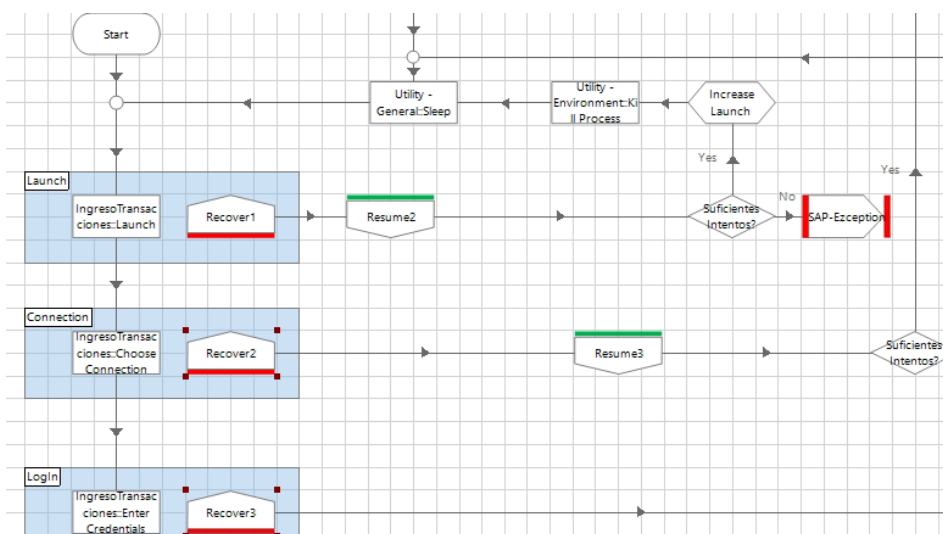 Start
Utility -
General::Sleep
Utility -
Environment::Ki
ll Process
Increase
Launch
Yes
Yes
Launch
IngresoTransac
ciones::Launch
Recover1
Resume2
Suficientes
Intentos?
No
SAP-Ezception
Connection
IngresoTransac
ciones::Choose
Connection
Recover2
Resume3
Suficientes
Intentos?
LogIn
IngresoTransac
ciones::Enter
Credentials
Recover3